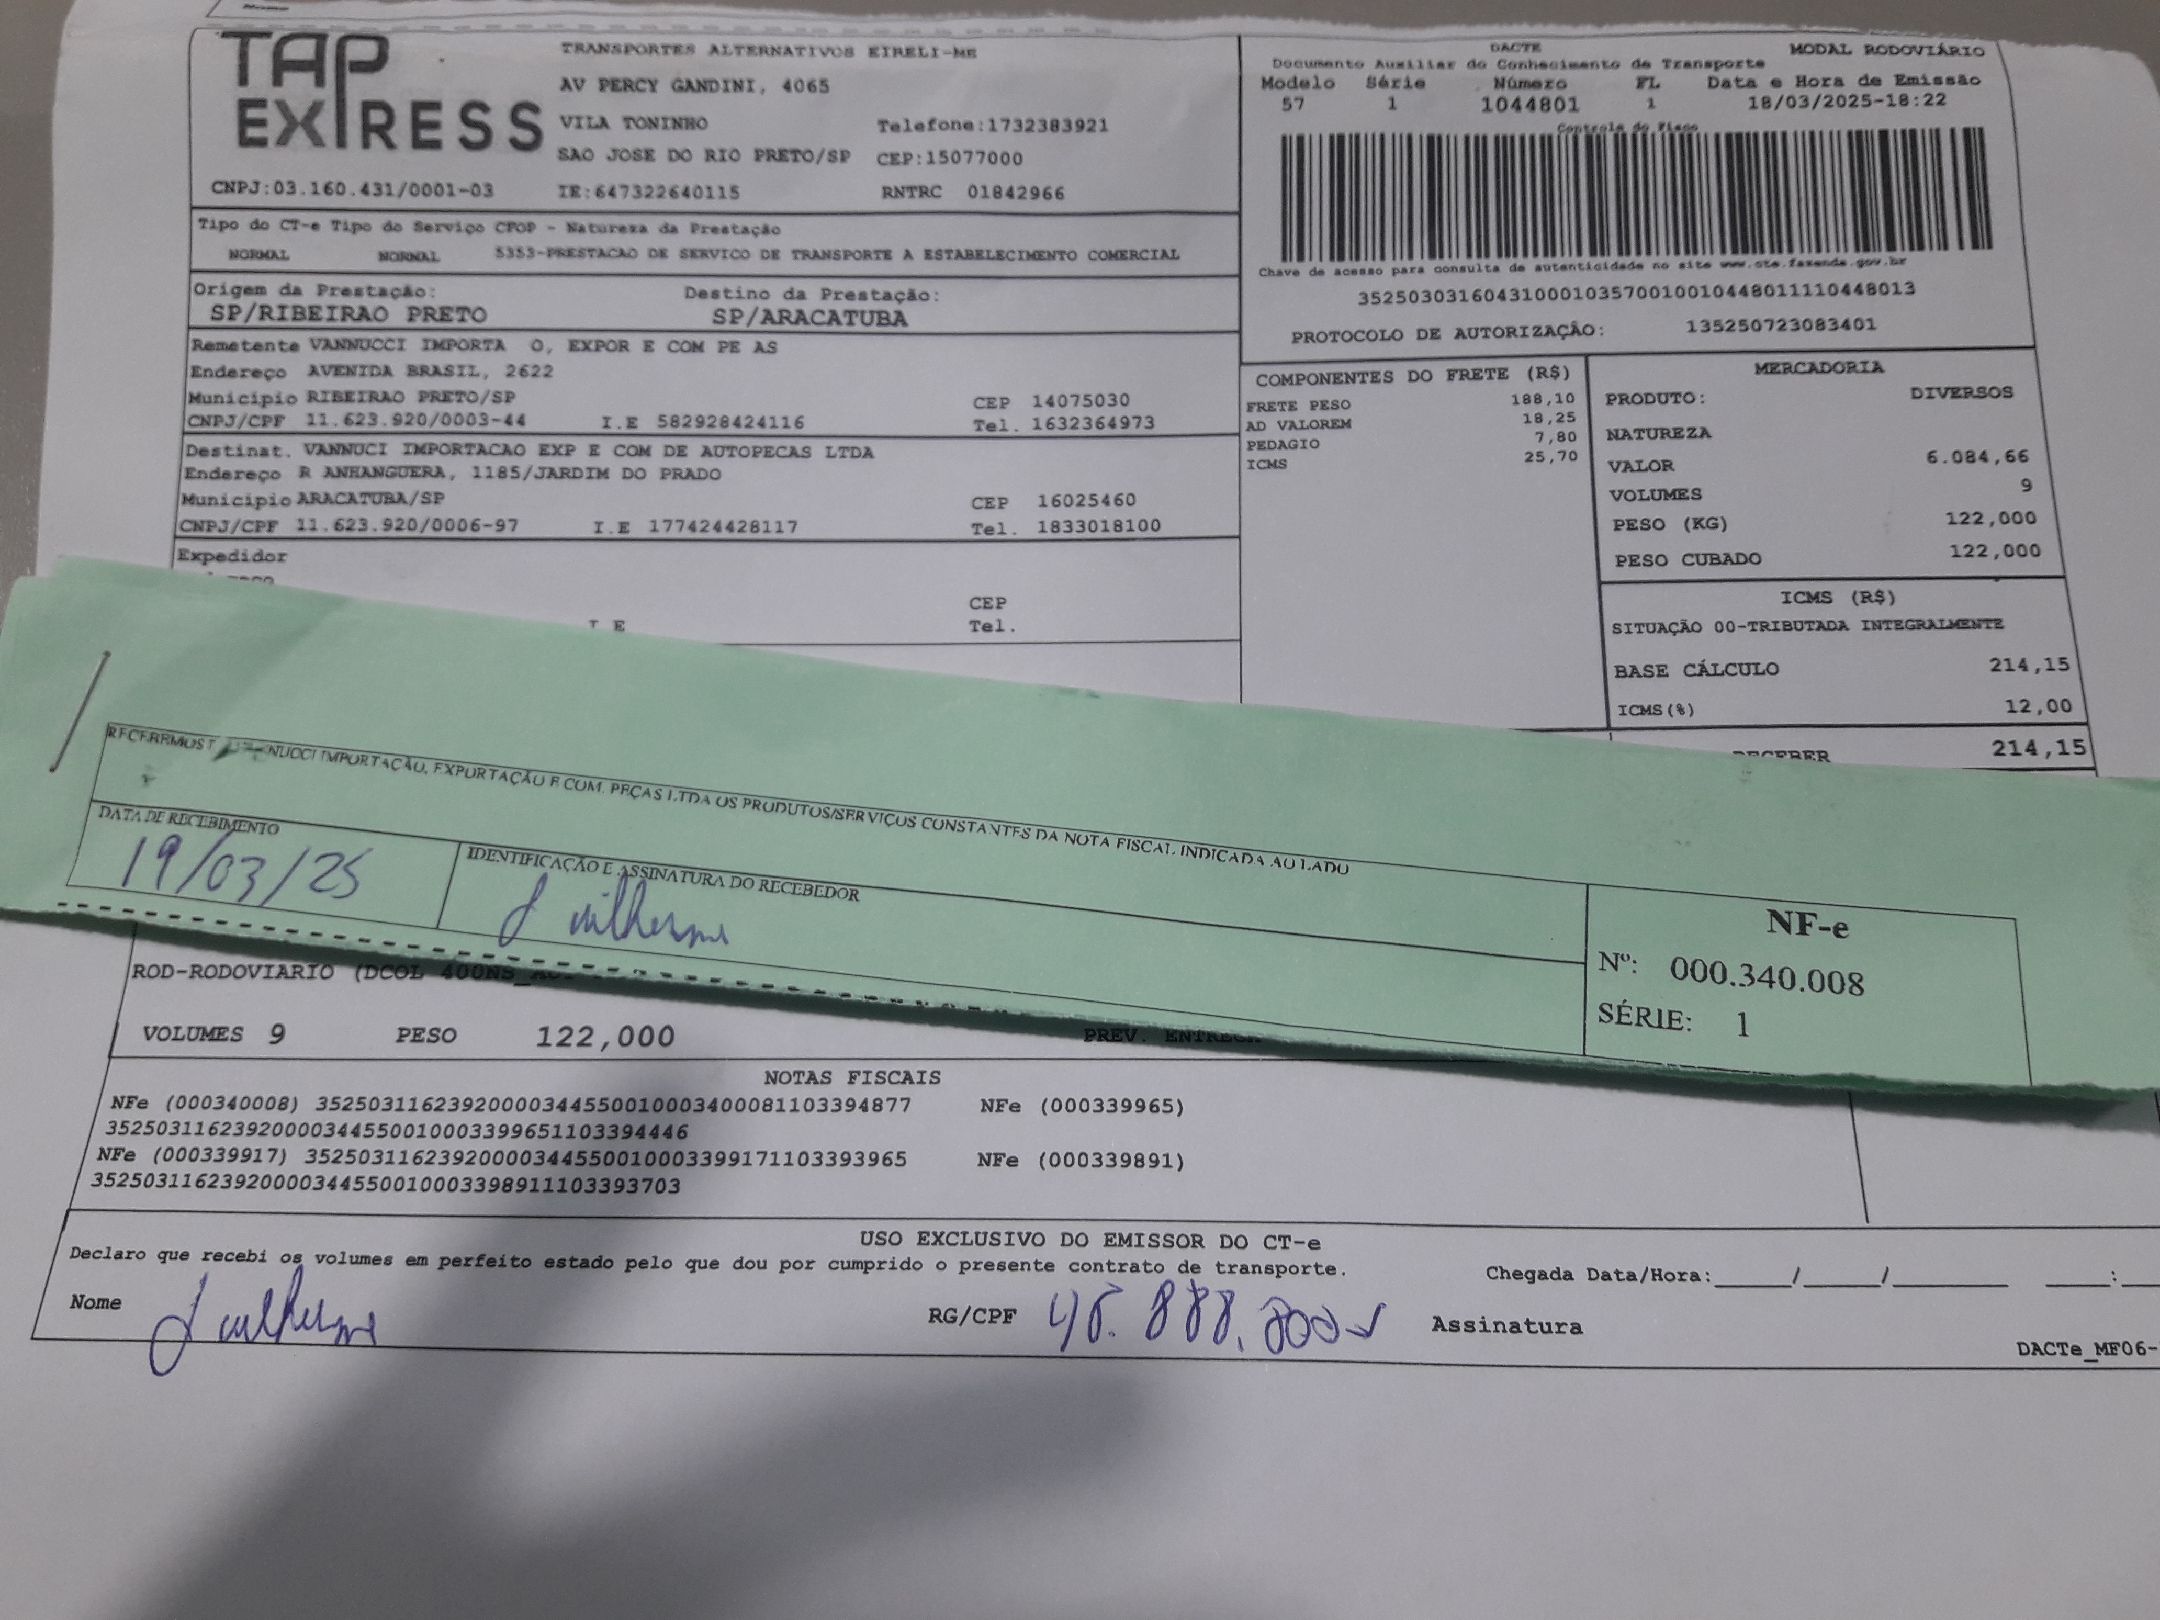 TAP
EXPRESS
TRANSPORTES ALTERNATIVOS EIRELI-ME
AV PERCY GANDINI, 4065
VILA TONINHO Telefone:1732383921
SAO JOSE DO RIO PRETO/SP CEP:15077000
CNPJ:03.160.431/0001-03 IE:647322640115 RNTRC 01842966
DACTE MODAL RODOVIÁRIO
Documento Auxiliar do Conhecimento de Transporte
Modelo Série Número FL Data e Hora de Emissão
57 1 1044801 1 18/03/2025-18:22
Controle do Fisco
Chave de acesso para consulta de autenticidade no site www.cte.fazenda.gov.br
35250303160431000103570010010448011110448013
PROTOCOLO DE AUTORIZAÇÃO: 135250723083401
Tipo do CT-e Tipo do Serviço CFOP - Natureza da Prestação
NORMAL NORMAL 5353-PRESTACAO DE SERVICO DE TRANSPORTE A ESTABELECIMENTO COMERCIAL
Origem da Prestação: Destino da Prestação:
SP/RIBEIRAO PRETO SP/ARACATUBA
Remetente VANNUCCI IMPORTA O, EXPOR E COM PE AS
Endereço AVENIDA BRASIL, 2622
Municipio RIBEIRAO PRETO/SP CEP 14075030
CNPJ/CPF 11.623.920/0003-44 I.E 582928424116 Tel. 1632364973
Destinat. VANNUCI IMPORTACAO EXP E COM DE AUTOPECAS LTDA
Endereço R ANHANGUERA, 1185/JARDIM DO PRADO
Municipio ARACATUBA/SP CEP 16025460
CNPJ/CPF 11.623.920/0006-97 I.E 177424428117 Tel. 1833018100
Expedidor
CEP
I E Tel.
COMPONENTES DO FRETE (R$)
FRETE PESO 188,10
AD VALOREM 18,25
PEDAGIO 7,80
ICMS 25,70
MERCADORIA
PRODUTO: DIVERSOS
NATUREZA
VALOR 6.084,66
VOLUMES 9
PESO (KG) 122,000
PESO CUBADO 122,000
ICMS (R$)
SITUAÇÃO 00-TRIBUTADA INTEGRALMENTE
BASE CÁLCULO 214,15
ICMS(%) 12,00
RECEBER 214,15
RECEBEMOS NUCCI IMPORTAÇÃO, EXPORTAÇÃO E COM. PEÇAS LTDA OS PRODUTOS/SERVIÇOS CONSTANTES DA NOTA FISCAL INDICADA AO LADO
DATA DE RECEBIMENTO IDENTIFICAÇÃO E ASSINATURA DO RECEBEDOR
19/03/25 Guilherme
NF-e
Nº: 000.340.008
SÉRIE: 1
ROD-RODOVIARIO (DCOL 400NS
VOLUMES 9 PESO 122,000 PREV. ENTREGA
NOTAS FISCAIS
NFe (000340008) 35250311623920000344550010003400081103394877 NFe (000339965)
35250311623920000344550010003399651103394446
NFe (000339917) 35250311623920000344550010003399171103393965 NFe (000339891)
35250311623920000344550010003398911103393703
USO EXCLUSIVO DO EMISSOR DO CT-e
Declaro que recebi os volumes em perfeito estado pelo que dou por cumprido o presente contrato de transporte. Chegada Data/Hora:_____/_____/_______ ____:
Nome Guilherme RG/CPF Assinatura
DACTe_MF06-